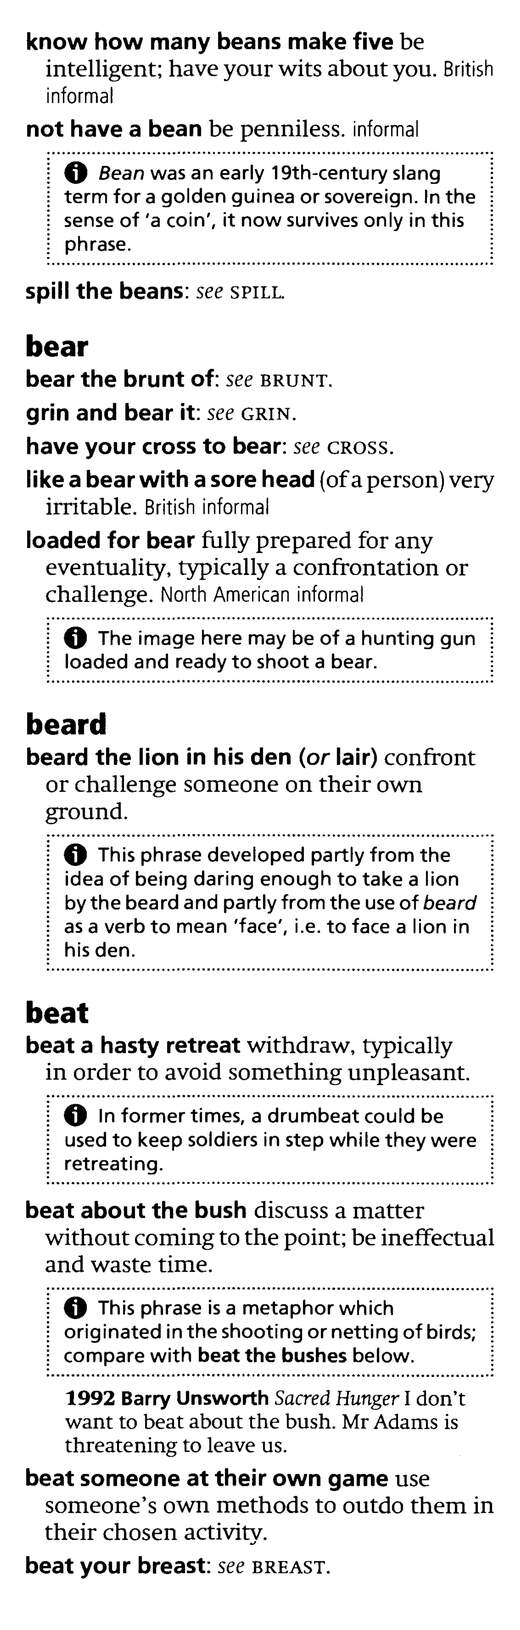 know how many beans make five be
intelligent; have your wits about you. British
informal
not have a bean be penniless. informal
Bean was an early 19th-century slang
term for a golden guinea or sovereign. In the
sense of 'a coin', it now survives only in this
phrase.
spill the beans: see SPILL.
bear
bear the brunt of: see BRUNT.
grin and bear it: see GRIN.
have your cross to bear: see CROSS.
like a bear with a sore head (of a person) very
irritable. British informal
loaded for bear fully prepared for any
eventuality, typically a confrontation or
challenge. North American informal
The image here may be of a hunting gun
loaded and ready to shoot a bear.
beard
beard the lion in his den (or lair) confront
or challenge someone on their own
ground.
This phrase developed partly from the
idea of being daring enough to take a lion
by the beard and partly from the use of beard
as a verb to mean 'face', i.e. to face a lion in
his den.
beat
beat a hasty retreat withdraw, typically
in order to avoid something unpleasant.
In former times, a drumbeat could be
used to keep soldiers in step while they were
retreating.
beat about the bush discuss a matter
without coming to the point; be ineffectual
and waste time.
This phrase is a metaphor which
originated in the shooting or netting of birds;
compare with beat the bushes below.
1992 Barry Unsworth Sacred Hunger I don't
want to beat about the bush. Mr Adams is
threatening to leave us.
beat someone at their own game use
someone's own methods to outdo them in
their chosen activity.
beat your breast: see BREAST.